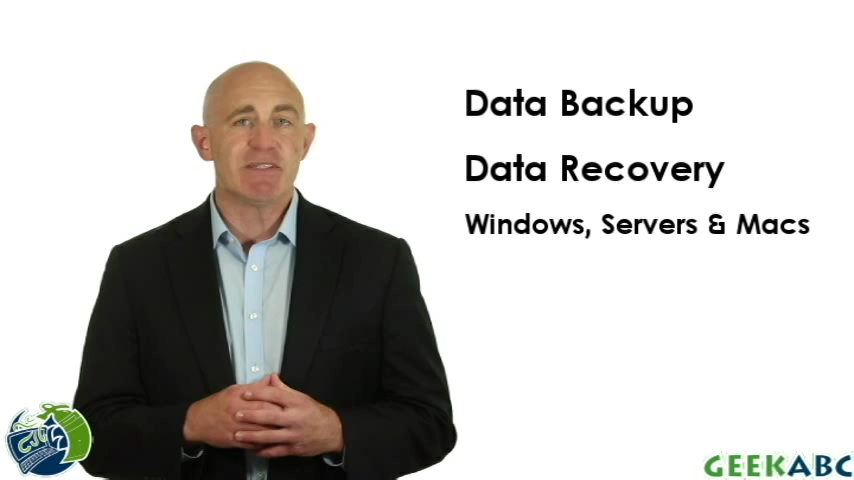 Data Backup
Data Recovery
Windows, Servers & Macs
GEEKABC